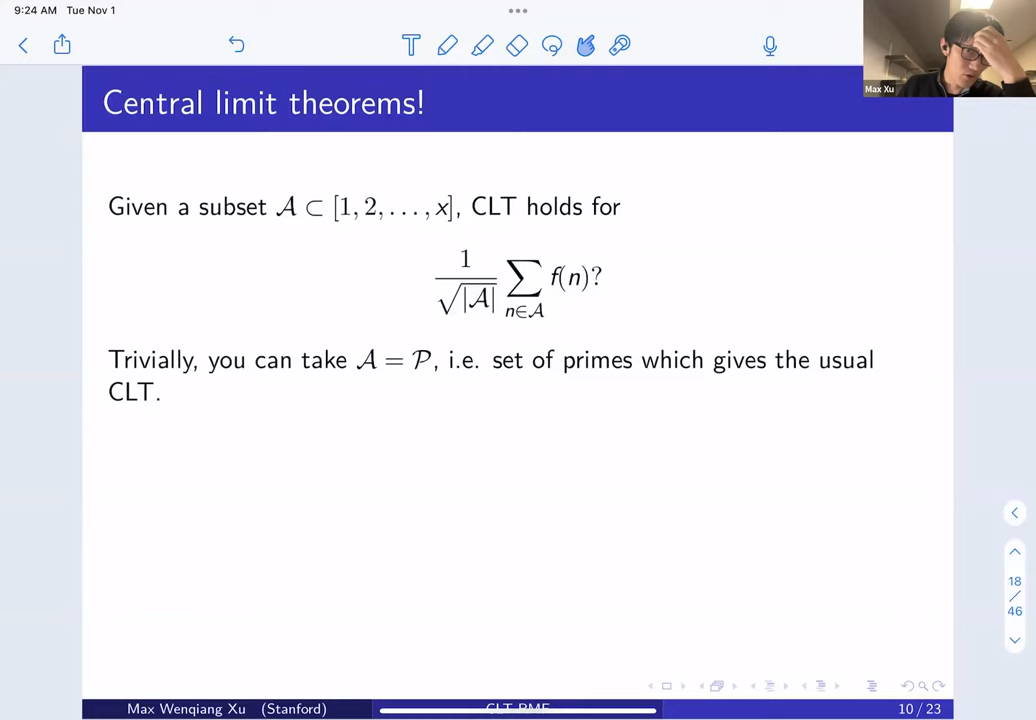 9:24 AM Tue Nov 1
Max Xu
Central limit theorems!
Given a subset 𝒜 ⊂ [1, 2, . . . , x], CLT holds for
1/√|𝒜| ∑_{n∈𝒜} f(n)?
Trivially, you can take 𝒜 = 𝒫, i.e. set of primes which gives the usual
CLT.
18
/
46
Max Wenqiang Xu (Stanford)
CLT RMF
10 / 23